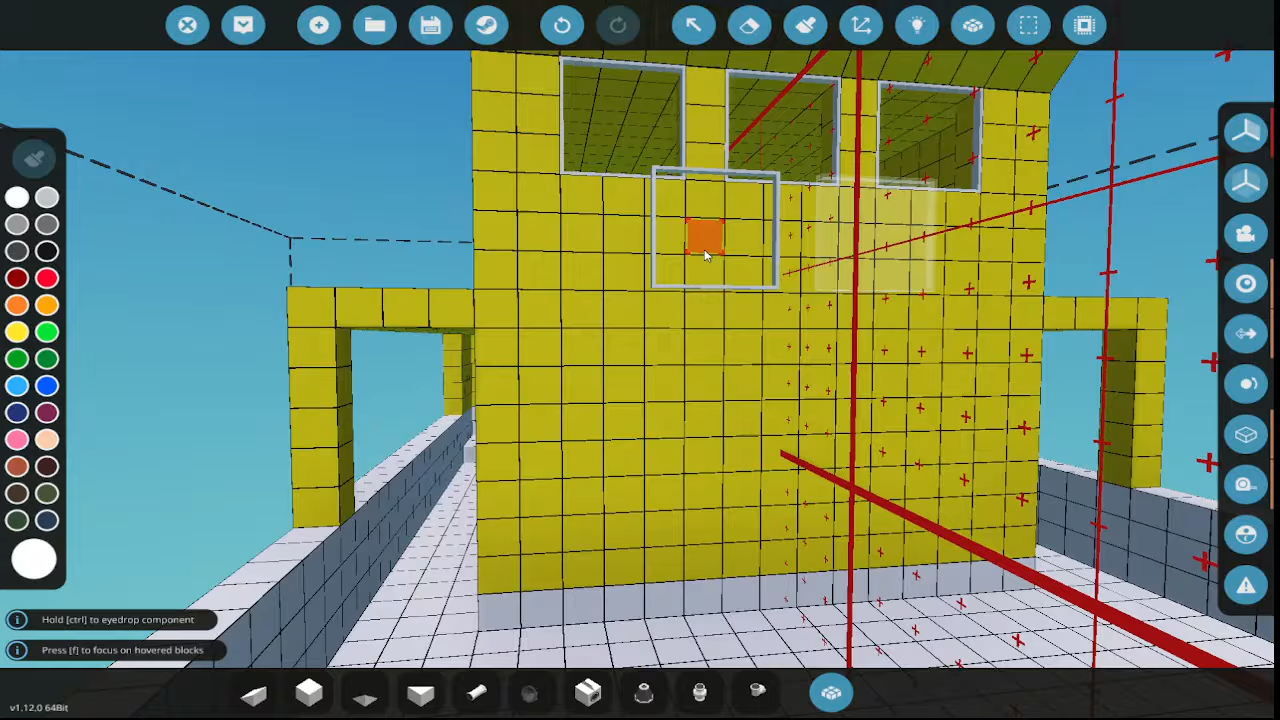 Hold [ctrl] to eyedrop component
Press [f] to focus on hovered blocks
v1.12.0 64Bit